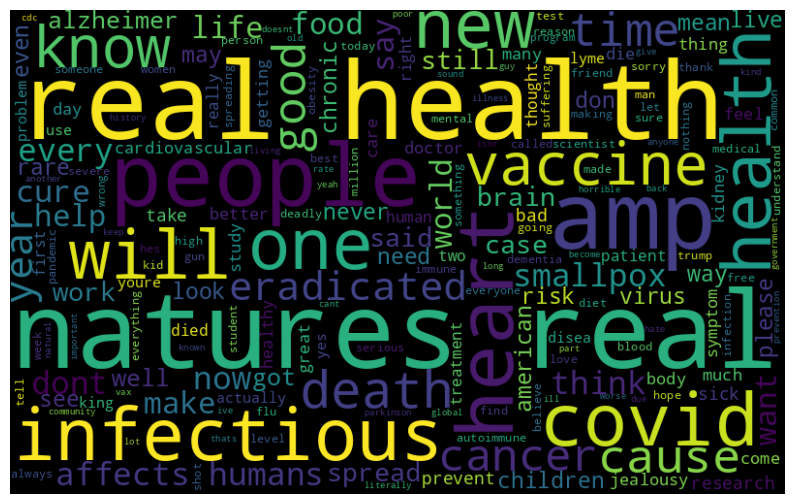 alzheimer life food new time mean live
know say still many die lyme thing
poor test reason program doesnt old today
cdc someone women person right guy sound
even may really spreading getting obesity chronic good
problem day use don thought suffering friend man making
sorry let sure thank nothing feel give kind
real health
health
every cardiovascular care doctor mental illness called scientist made medical
history isnt living another rate yeah million best
rare severe wrong people vaccine
cure year help take better deadly never human world
brain kidney understand common anyone back horrible something
first pandemic keep hes high gun study will one
said need two case bad going patient trump government
amp heart
work kid youre look eradicated immune everyone long
dementia become smallpox way free
everything died cant diet risk virus please
natures real
week natural important known student healthy great yes serious
treatment american disea blood symptom infection prevention
dont well now got death love part hate
tell see king vax actually think body much want
make flu find believe ill hope worse due sick
community ive parkinson global
infectious covid
lot thats level autoimmune cancer cause come
always affects shot humans spread literally prevent children jealousy research